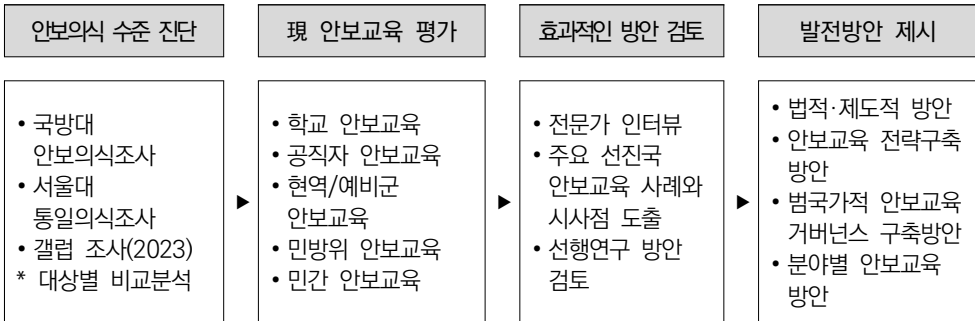 안보의식 수준 진단
• 국방대
안보의식조사
• 서울대
통일의식조사
• 갤럽 조사(2023)
* 대상별 비교분석
▶
現 안보교육 평가
• 학교 안보교육
• 공직자 안보교육
• 현역/예비군
안보교육
• 민방위 안보교육
• 민간 안보교육
▶
효과적인 방안 검토
• 전문가 인터뷰
• 주요 선진국
안보교육 사례와
시사점 도출
• 선행연구 방안
검토
▶
발전방안 제시
• 법적·제도적 방안
• 안보교육 전략구축
방안
• 범국가적 안보교육
거버넌스 구축방안
• 분야별 안보교육
방안